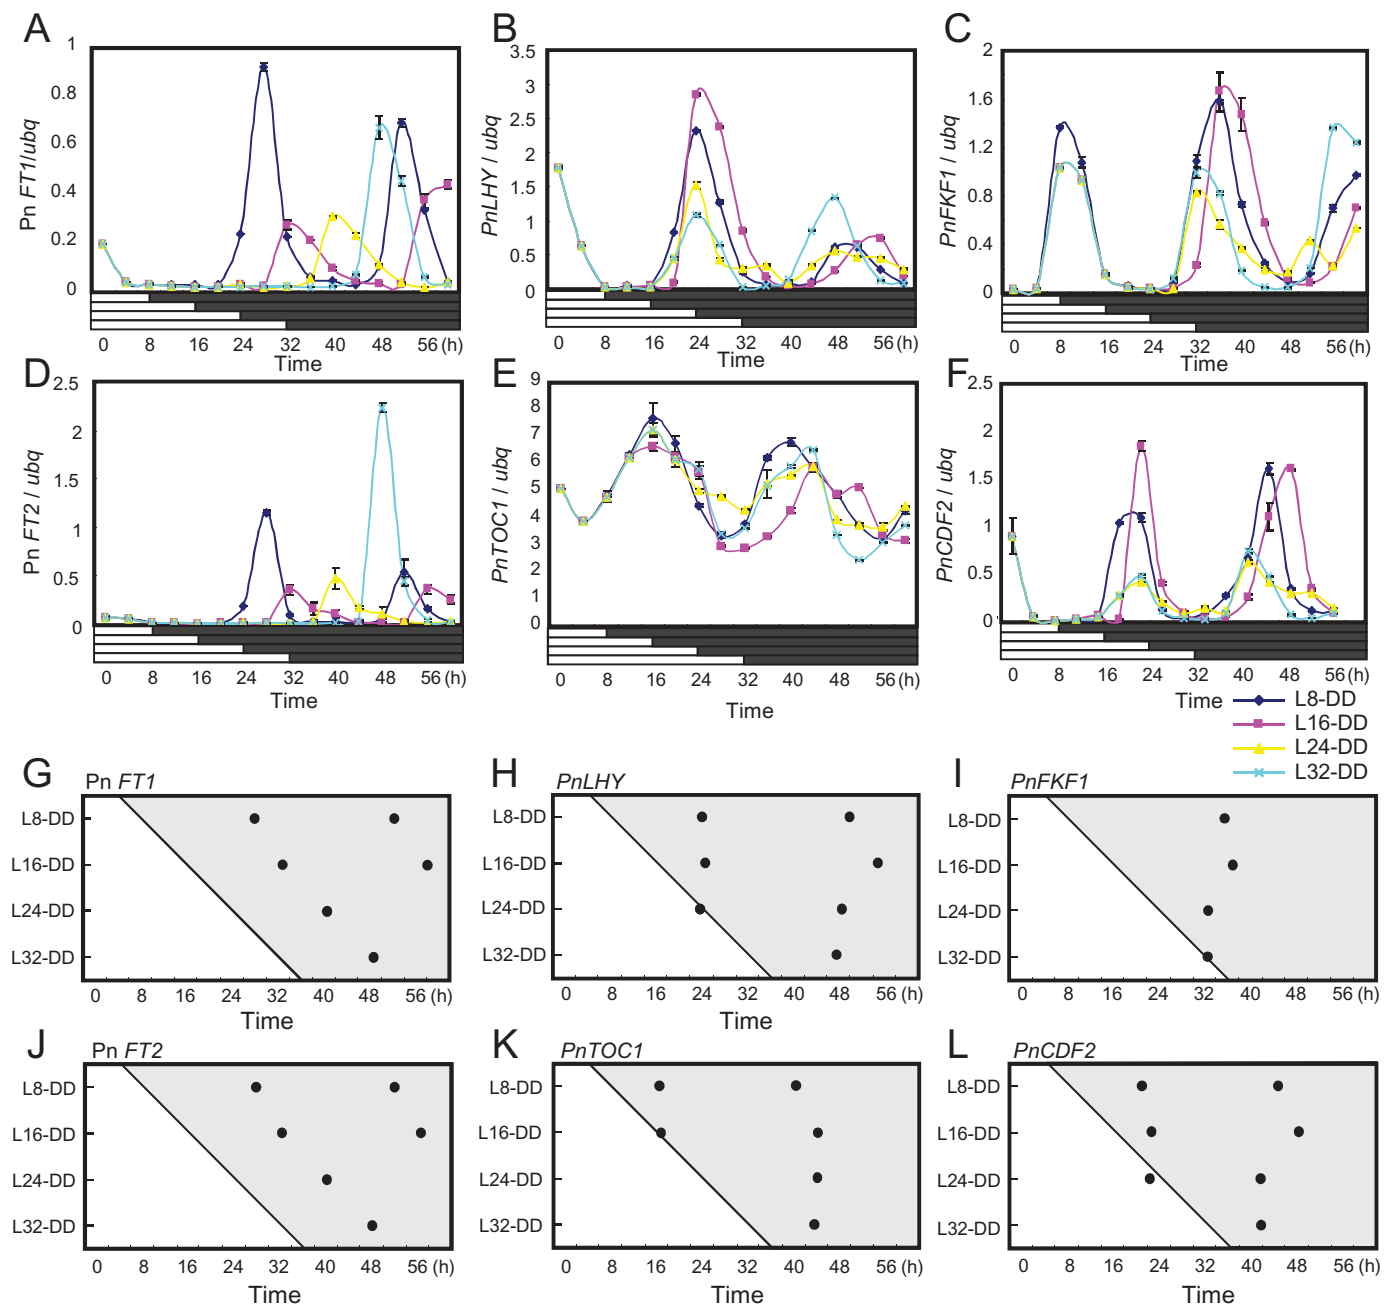 A
Pn FT1/ubq
1
0.8
0.6
0.4
0.2
0
0 8 16 24 32 40 48 56 (h)
Time
B
PnLHY / ubq
3.5
3
2.5
2
1.5
1
0.5
0
0 8 16 24 32 40 48 56 (h)
Time
C
PnFKF1 / ubq
2
1.6
1.2
0.8
0.4
0
0 8 16 24 32 40 48 56 (h)
Time
D
Pn FT2 / ubq
2.5
2
1.5
1
0.5
0
0 8 16 24 32 40 48 56 (h)
Time
E
PnTOC1 / ubq
9
8
7
6
5
4
3
2
1
0
0 8 16 24 32 40 48 56 (h)
Time
F
PnCDF2 / ubq
2.5
2
1.5
1
0.5
0
0 8 16 24 32 40 48 56 (h)
Time
L8-DD
L16-DD
L24-DD
L32-DD
G
Pn FT1
L8-DD
L16-DD
L24-DD
L32-DD
0 8 16 24 32 40 48 56 (h)
Time
H
PnLHY
L8-DD
L16-DD
L24-DD
L32-DD
0 8 16 24 32 40 48 56 (h)
Time
I
PnFKF1
L8-DD
L16-DD
L24-DD
L32-DD
0 8 16 24 32 40 48 56 (h)
Time
J
Pn FT2
L8-DD
L16-DD
L24-DD
L32-DD
0 8 16 24 32 40 48 56 (h)
Time
K
PnTOC1
L8-DD
L16-DD
L24-DD
L32-DD
0 8 16 24 32 40 48 56 (h)
Time
L
PnCDF2
L8-DD
L16-DD
L24-DD
L32-DD
0 8 16 24 32 40 48 56 (h)
Time